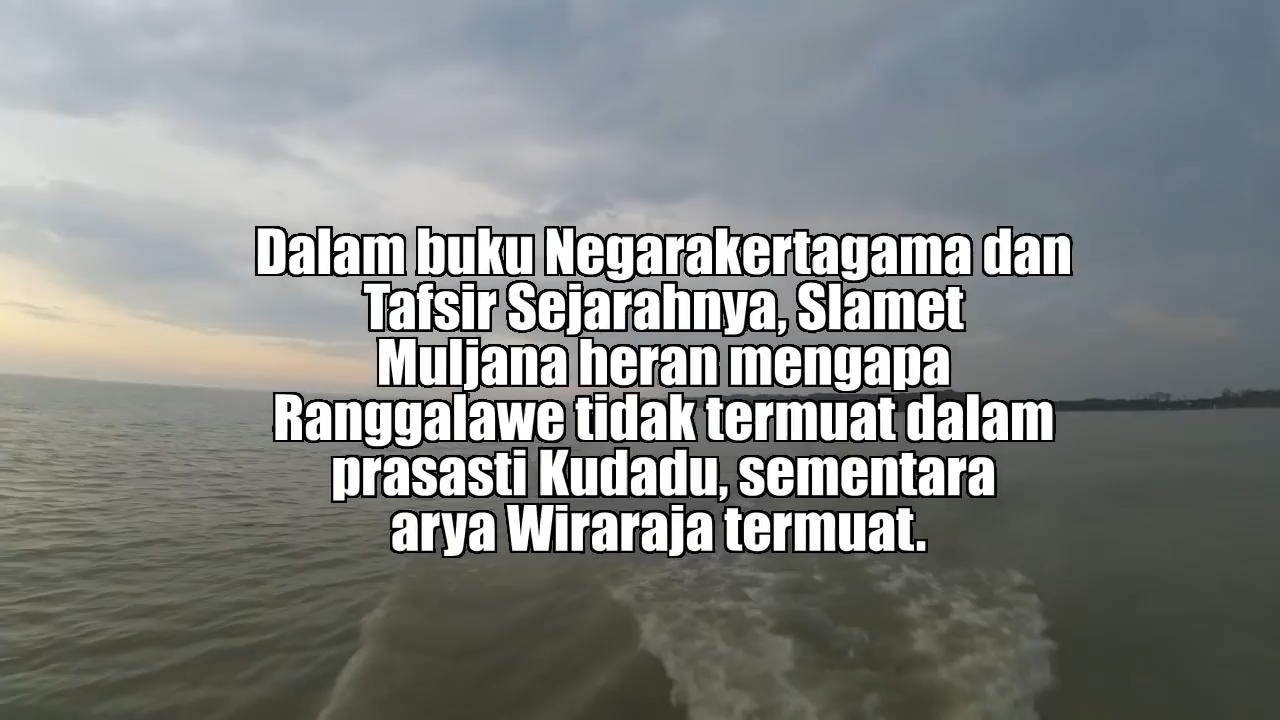 Dalam buku Negarakertagama dan
Tafsir Sejarahnya, Slamet
Muljana heran mengapa
Ranggalawe tidak termuat dalam
prasasti Kudadu, sementara
arya Wiraraja termuat.